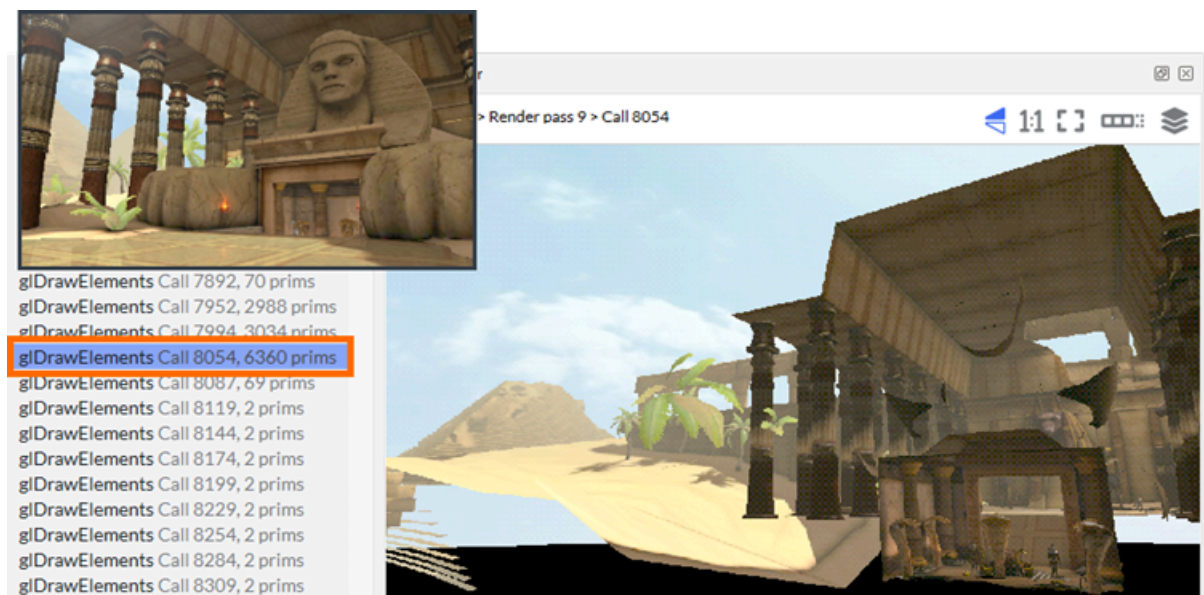 r
> Render pass 9 > Call 8054
1:1
glDrawElements Call 7892, 70 prims
glDrawElements Call 7952, 2988 prims
glDrawElements Call 7994, 3034 prims
glDrawElements Call 8054, 6360 prims
glDrawElements Call 8087, 69 prims
glDrawElements Call 8119, 2 prims
glDrawElements Call 8144, 2 prims
glDrawElements Call 8174, 2 prims
glDrawElements Call 8199, 2 prims
glDrawElements Call 8229, 2 prims
glDrawElements Call 8254, 2 prims
glDrawElements Call 8284, 2 prims
glDrawElements Call 8309, 2 prims